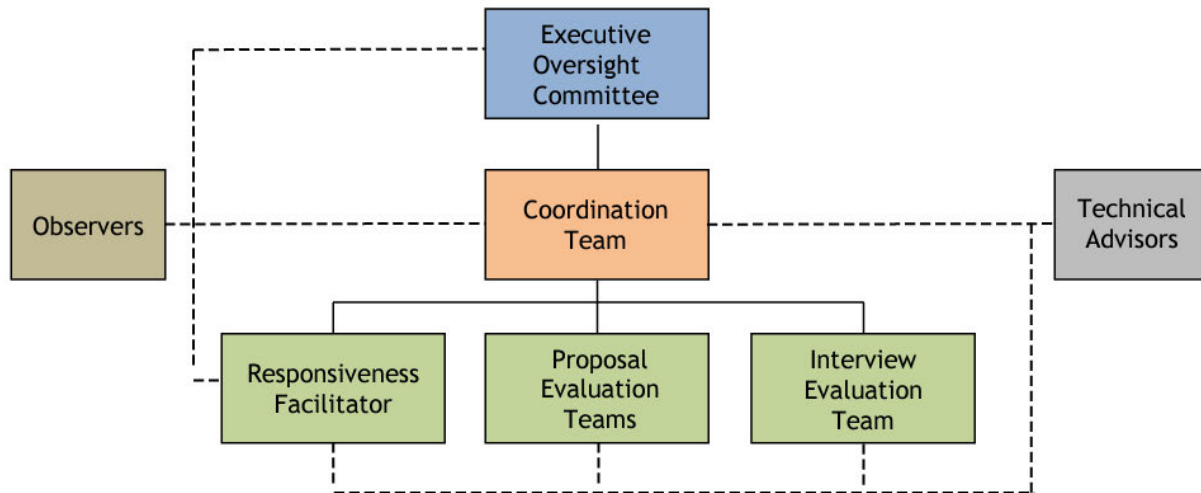 Executive
Oversight
Committee
Observers
Coordination
Team
Technical
Advisors
Responsiveness
Facilitator
Proposal
Evaluation
Teams
Interview
Evaluation
Team